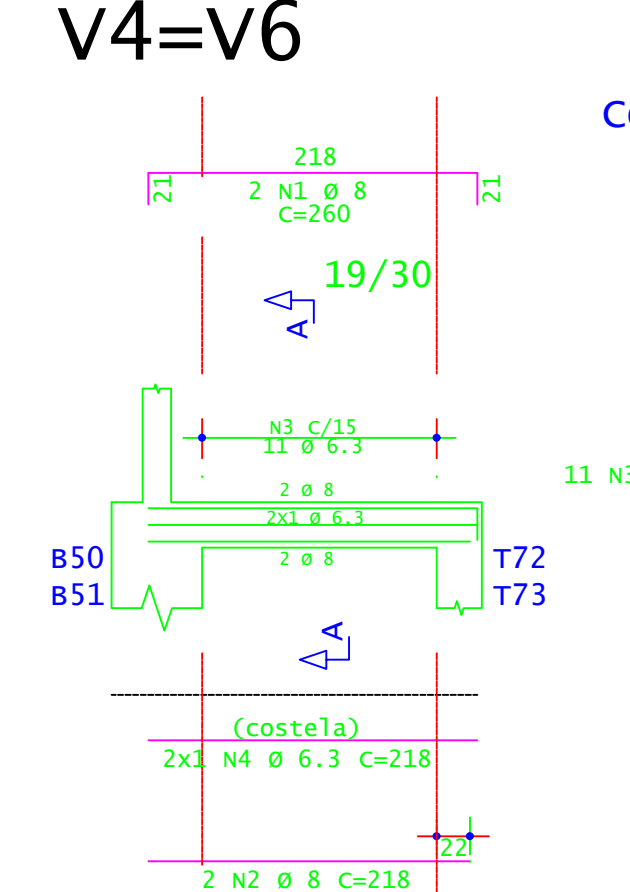 V4=V6
218
21
2 N1 Ø 8
21
C=260
19/30
A
N3 C/15
11 Ø 6.3
11 N3
2 Ø 8
2X1 Ø 6.3
2 Ø 8
B50
T72
B51
T73
A
(costela)
2x1 N4 Ø 6.3 C=218
22
2 N2 Ø 8 C=218